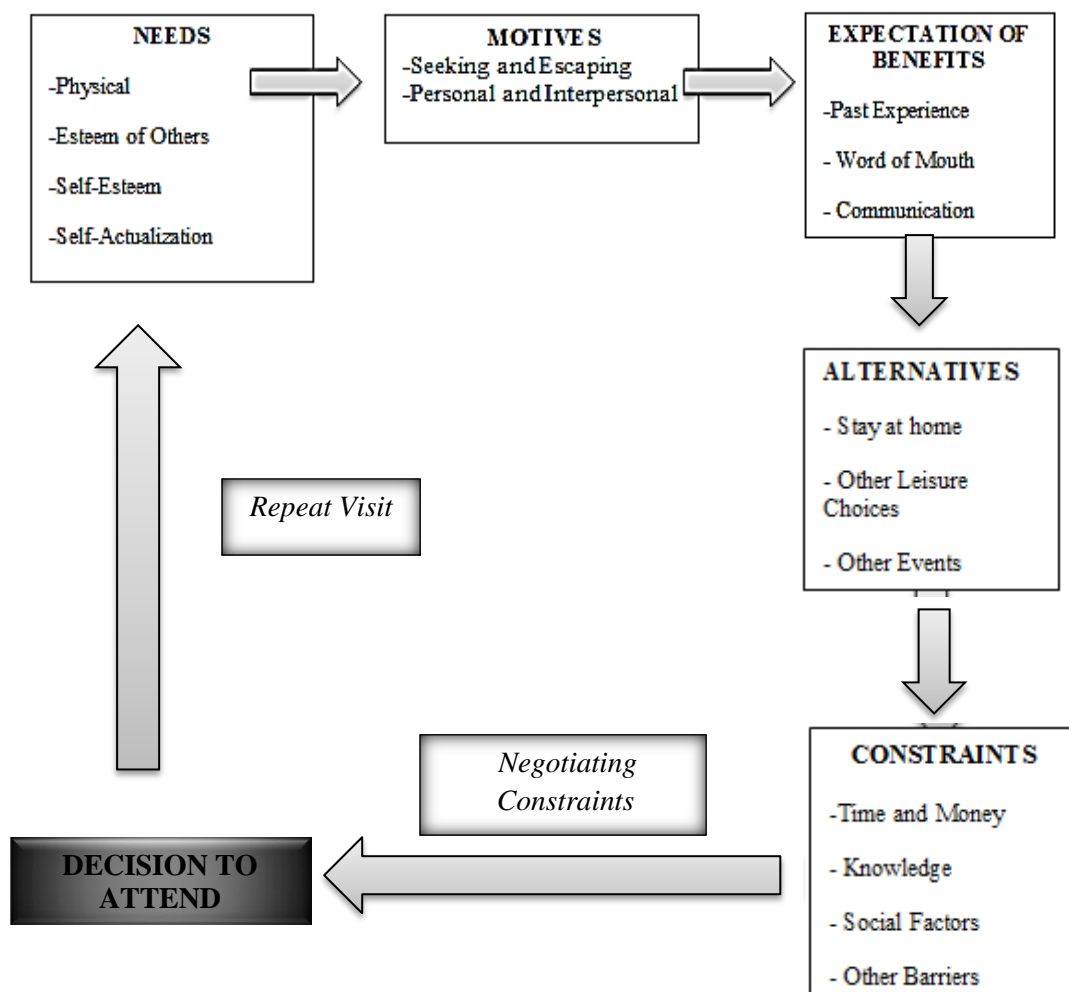 NEEDS
-Physical
-Esteem of Others
-Self-Esteem
-Self-Actualization
MOTIVES
-Seeking and Escaping
-Personal and Interpersonal
EXPECTATION OF
BENEFITS
-Past Experience
- Word of Mouth
- Communication
ALTERNATIVES
- Stay at home
- Other Leisure
Choices
- Other Events
CONSTRAINTS
-Time and Money
- Knowledge
- Social Factors
- Other Barriers
Negotiating
Constraints
DECISION TO
ATTEND
Repeat Visit